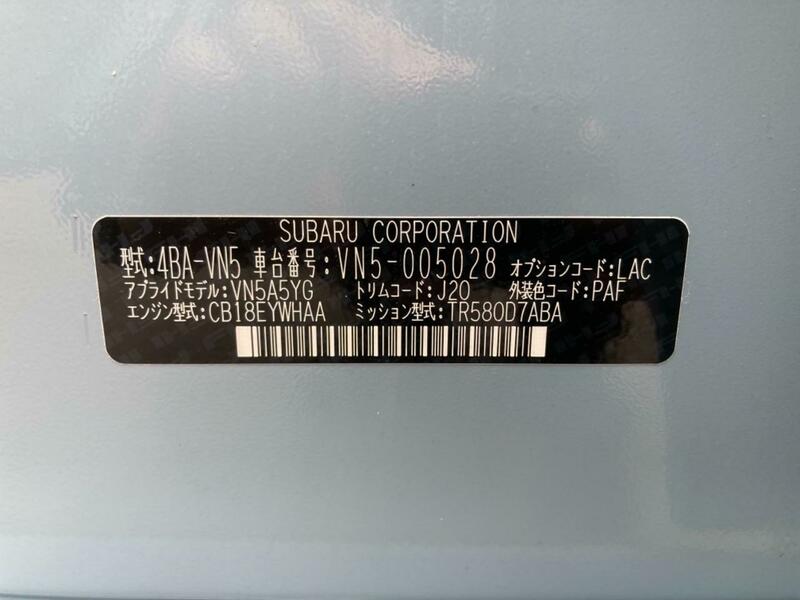 SUBARU CORPORATION
型式:4BA-VN5 車台番号:VN5-005028 オプションコード:LAC
アプライドモデル:VN5A5YG トリムコード:J20 外装色コード:PAF
エンジン型式:CB18EYWHAA ミッション型式:TR580D7ABA